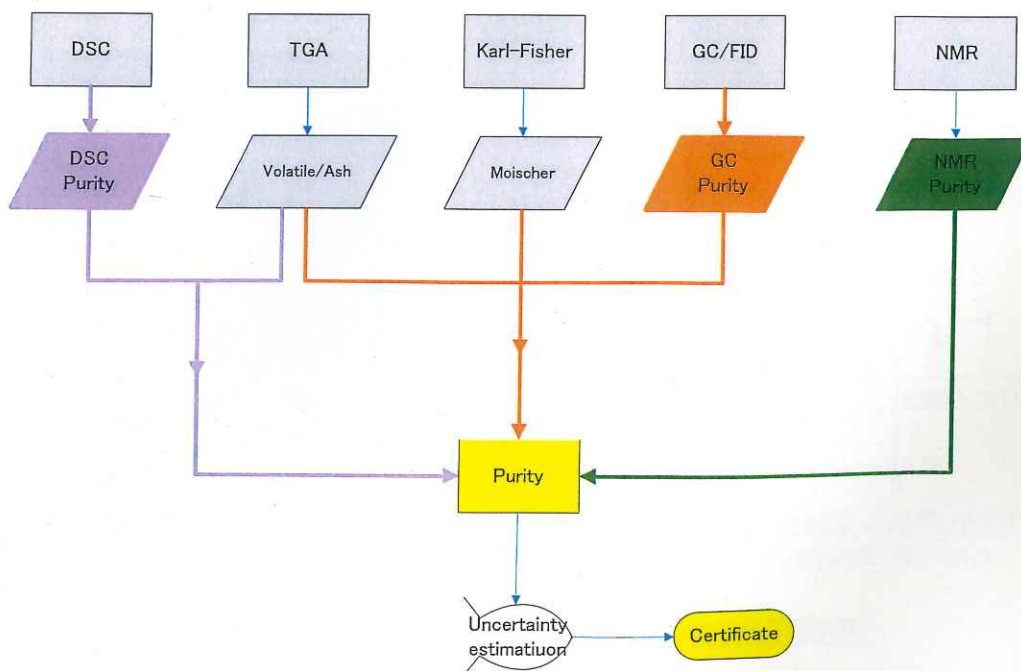 DSC
TGA
Karl-Fisher
GC/FID
NMR
DSC
Purity
Volatile/Ash
Moischer
GC
Purity
NMR
Purity
Purity
Uncertainty
estimatiuon
Certificate